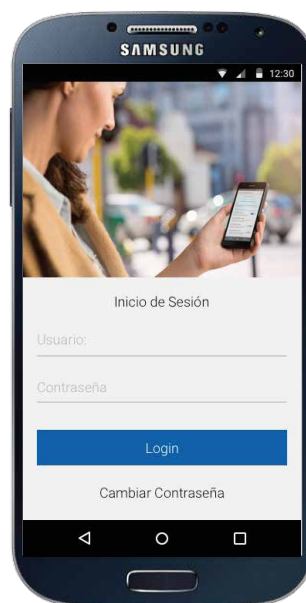 SAMSUNG
12:30
Inicio de Sesión
Usuario:
Contraseña
Login
Cambiar Contraseña